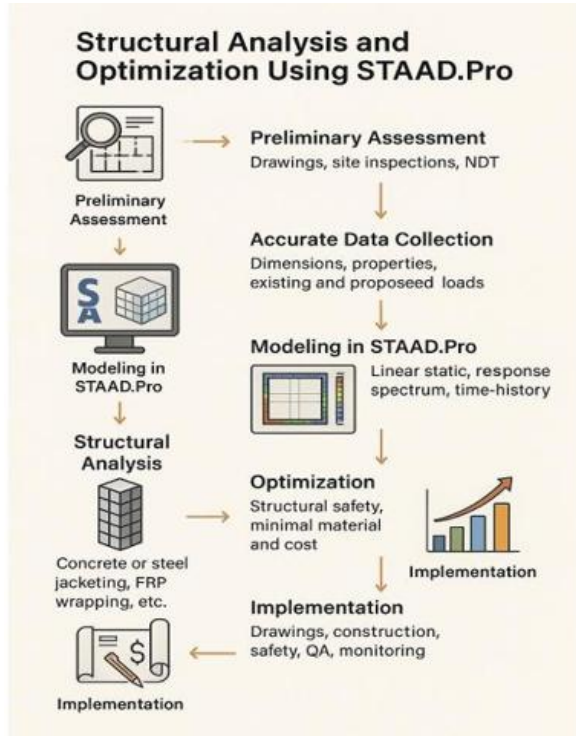 Structural Analysis and
Optimization Using STAAD.Pro
Preliminary
Assessment
Preliminary Assessment
Drawings, site inspections, NDT
Accurate Data Collection
Dimensions, properties,
existing and proposeed loads
S
A
Modeling in
STAAD.Pro
Modeling in STAAD.Pro
Linear static, response
spectrum, time-history
Structural
Analysis
Concrete or steel
jacketing, FRP
wrapping, etc.
Optimization
Structural safety,
minimal material
and cost
Implementation
Implementation
Drawings, construction,
safety, QA, monitoring
$
Implementation